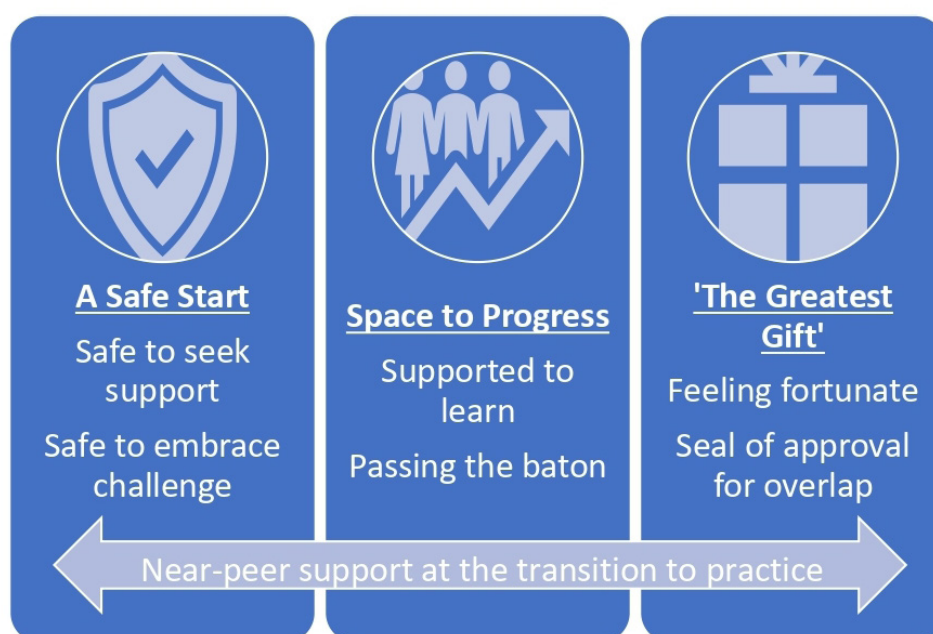 A Safe Start
Safe to seek
support
Safe to embrace
challenge
Space to Progress
Supported to
learn
Passing the baton
'The Greatest
Gift'
Feeling fortunate
Seal of approval
for overlap
Near-peer support at the transition to practice